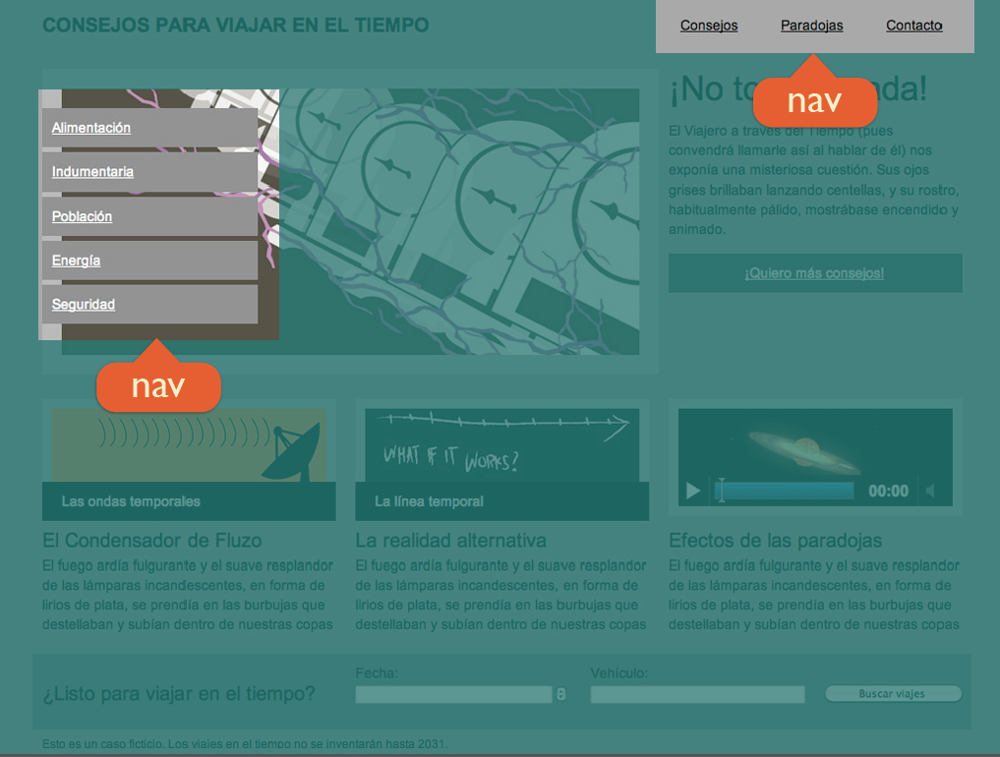 CONSEJOS PARA VIAJAR EN EL TIEMPO
Consejos Paradojas Contacto
nav
Alimentación
Indumentaria
Población
Energía
Seguridad
nav
¡No
El Viajero a través del Tiempo (pues
convendrá llamarle así al hablar de él) nos
exponía una misteriosa cuestión. Sus ojos
grises brillaban lanzando centellas, y su rostro,
habitualmente pálido, mostrábase encendido y
animado.
¡Quiero más consejos!
Las ondas temporales
El Condensador de Fluzo
El fuego ardía fulgurante y el suave resplandor
de las lámparas incandescentes, en forma de
lirios de plata, se prendía en las burbujas que
destellaban y subían dentro de nuestras copas
WHAT IF IT WORKS?
La línea temporal
La realidad alternativa
El fuego ardía fulgurante y el suave resplandor
de las lámparas incandescentes, en forma de
lirios de plata, se prendía en las burbujas que
destellaban y subían dentro de nuestras copas
00:00
Efectos de las paradojas
El fuego ardía fulgurante y el suave resplandor
de las lámparas incandescentes, en forma de
lirios de plata, se prendía en las burbujas que
destellaban y subían dentro de nuestras copas
¿Listo para viajar en el tiempo?
Fecha:
Vehículo:
Buscar viajes
Esto es un caso ficticio. Los viajes en el tiempo no se inventarán hasta 2031.